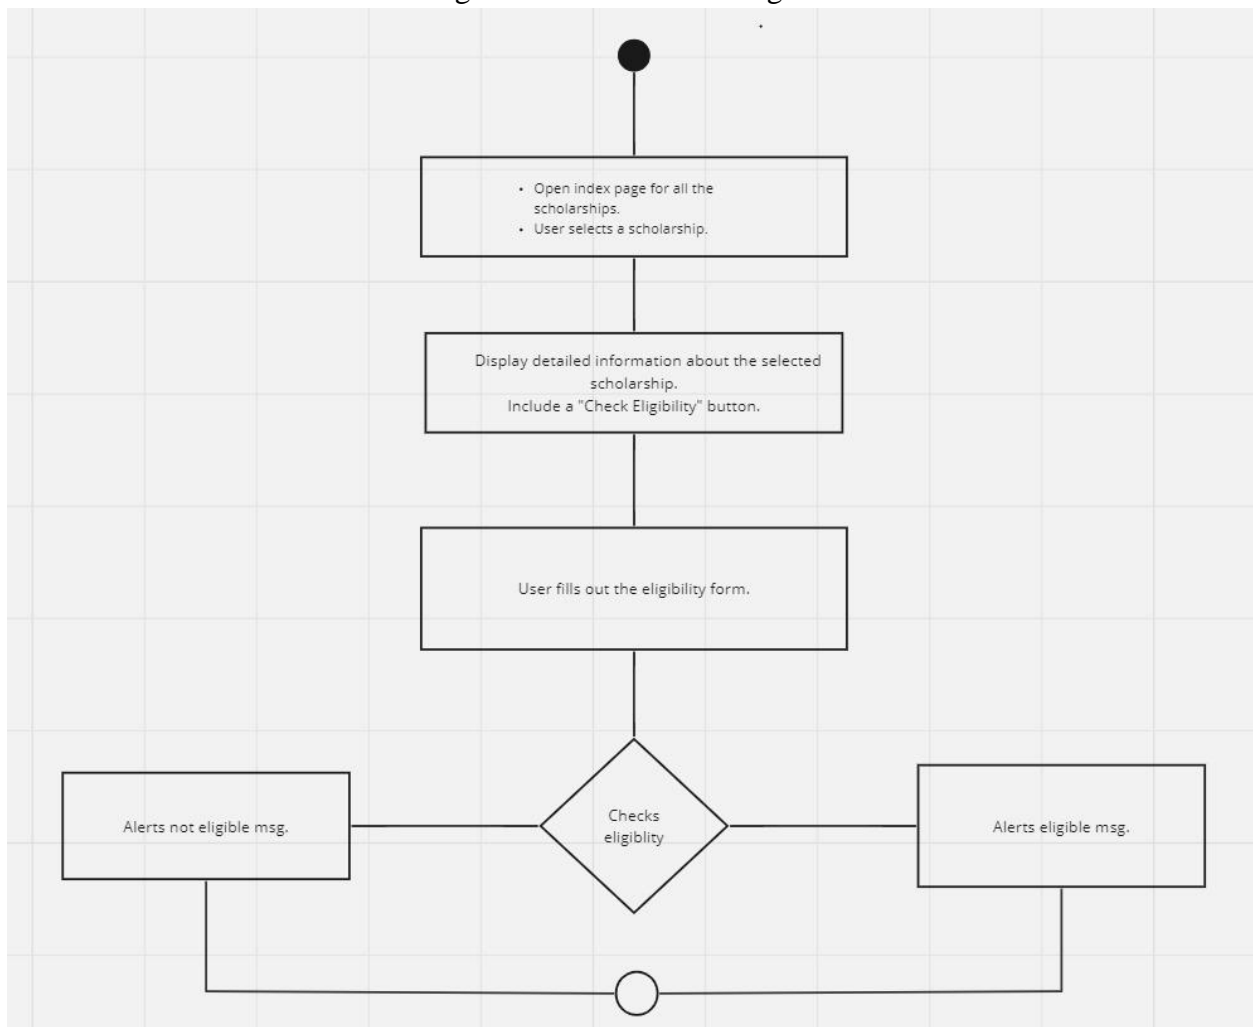 • Open index page for all the
scholarships.
• User selects a scholarship.
Display detailed information about the selected
scholarship.
Include a "Check Eligibility" button.
User fills out the eligibility form.
Checks
eligiblity
Alerts not eligible msg.
Alerts eligible msg.